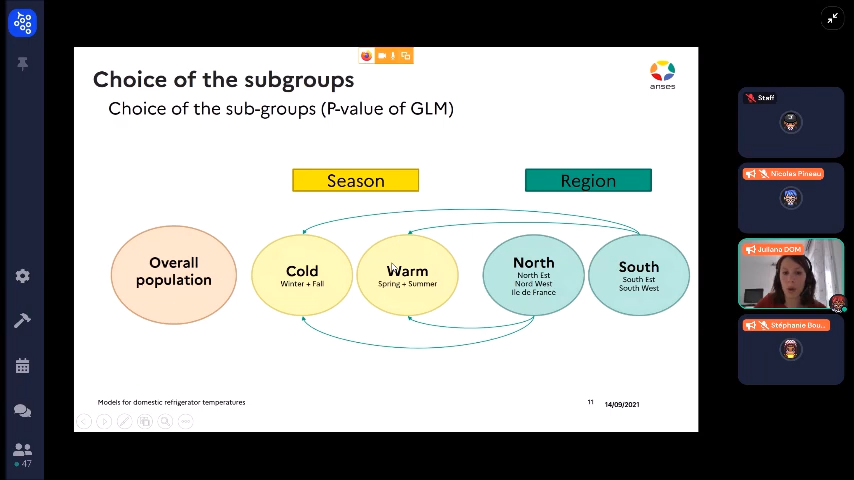 Choice of the subgroups
Choice of the sub-groups (P-value of GLM)
anses
Season
Region
Overall
population
Cold
Winter + Fall
Warm
Spring + Summer
North
North Est
Nord West
Ile de France
South
South Est
South West
Models for domestic refrigerator temperatures
11
14/09/2021
Staff
Nicolas Pineau
Juliana DOM
Stéphanie Bou...
47